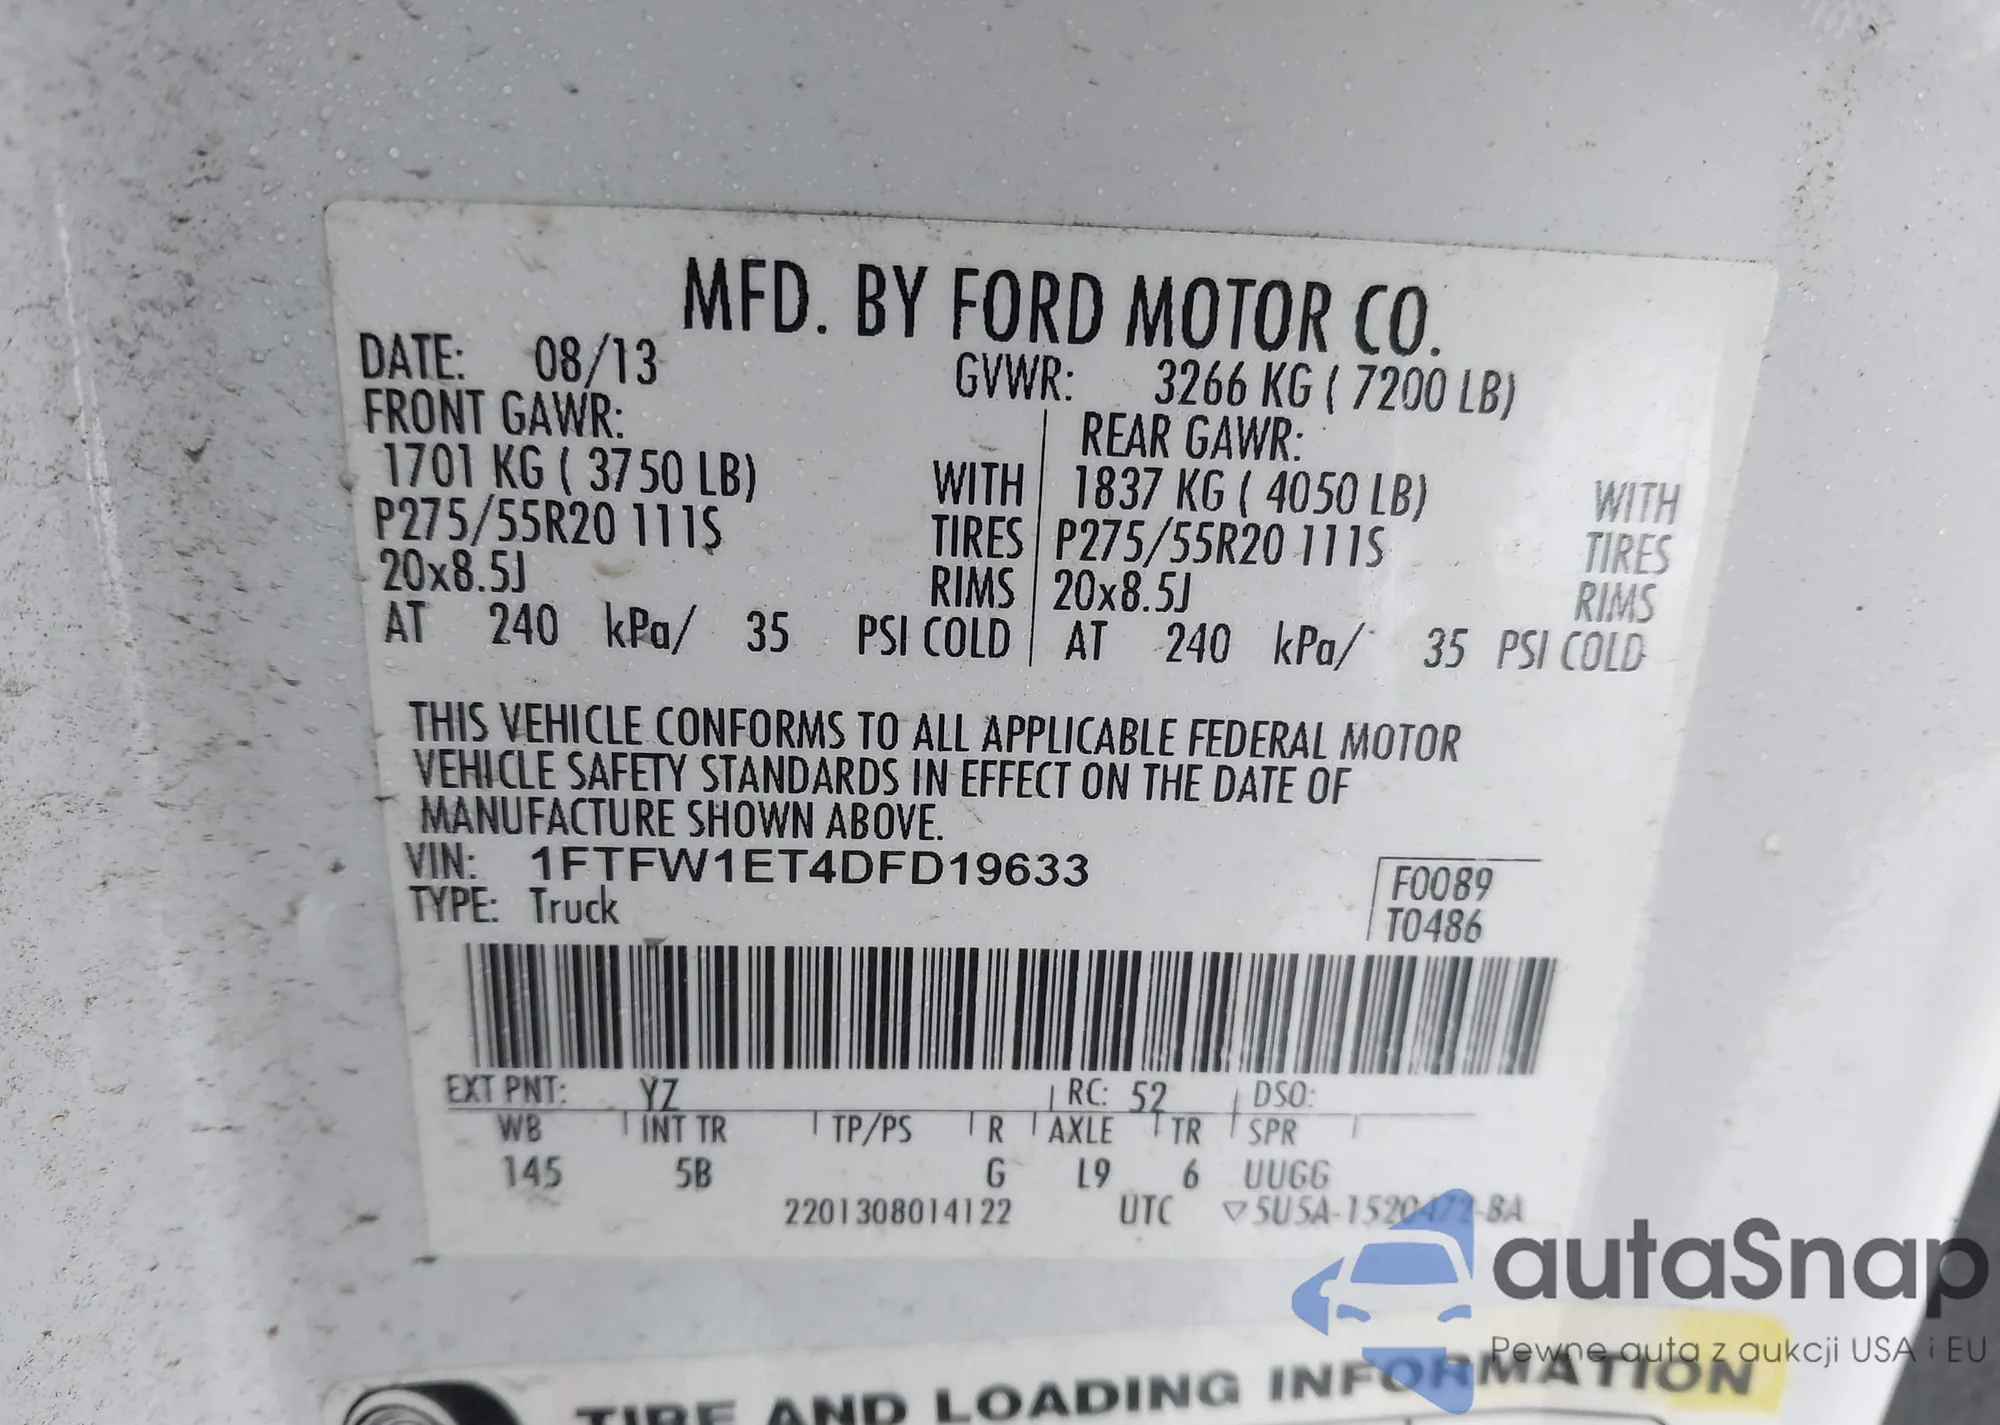 MFD. BY FORD MOTOR CO.
DATE: 08/13 GVWR: 3266 KG ( 7200 LB)
FRONT GAWR: REAR GAWR:
1701 KG ( 3750 LB) WITH 1837 KG ( 4050 LB) WITH
P275/55R20 111S TIRES P275/55R20 111S TIRES
20x8.5J RIMS 20x8.5J RIMS
AT 240 kPa/ 35 PSI COLD AT 240 kPa/ 35 PSI COLD
THIS VEHICLE CONFORMS TO ALL APPLICABLE FEDERAL MOTOR
VEHICLE SAFETY STANDARDS IN EFFECT ON THE DATE OF
MANUFACTURE SHOWN ABOVE.
VIN: 1FTFW1ET4DFD19633
TYPE: Truck
F0089
T0486
EXT PNT: YZ RC: 52 DSO:
WB INT TR TP/PS R AXLE TR SPR
145 5B G L9 6 UUGG
2201308014122 UTC ▽5U5A-1520472-BA
autaSnap
Pewne auta z aukcji USA i EU
TIRE AND LOADING INFORMATION